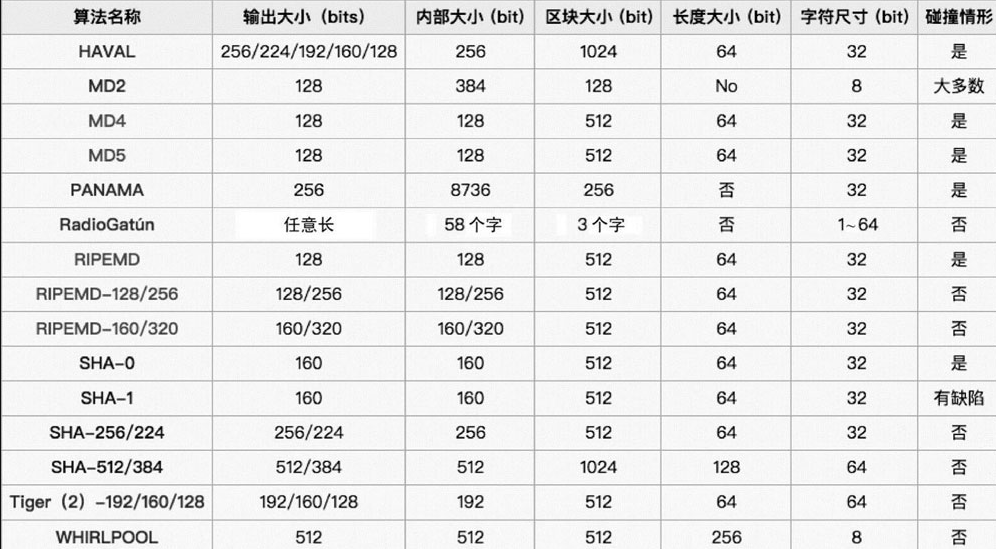 算法名称 输出大小（bits） 内部大小（bit） 区块大小（bit） 长度大小（bit） 字符尺寸（bit） 碰撞情形
HAVAL 256/224/192/160/128 256 1024 64 32 是
MD2 128 384 128 No 8 大多数
MD4 128 128 512 64 32 是
MD5 128 128 512 64 32 是
PANAMA 256 8736 256 否 32 是
RadioGatún 任意长 58个字 3个字 否 1~64 否
RIPEMD 128 128 512 64 32 是
RIPEMD-128/256 128/256 128/256 512 64 32 否
RIPEMD-160/320 160/320 160/320 512 64 32 否
SHA-0 160 160 512 64 32 是
SHA-1 160 160 512 64 32 有缺陷
SHA-256/224 256/224 256 512 64 32 否
SHA-512/384 512/384 512 1024 128 64 否
Tiger（2）-192/160/128 192/160/128 192 512 64 64 否
WHIRLPOOL 512 512 512 256 8 否